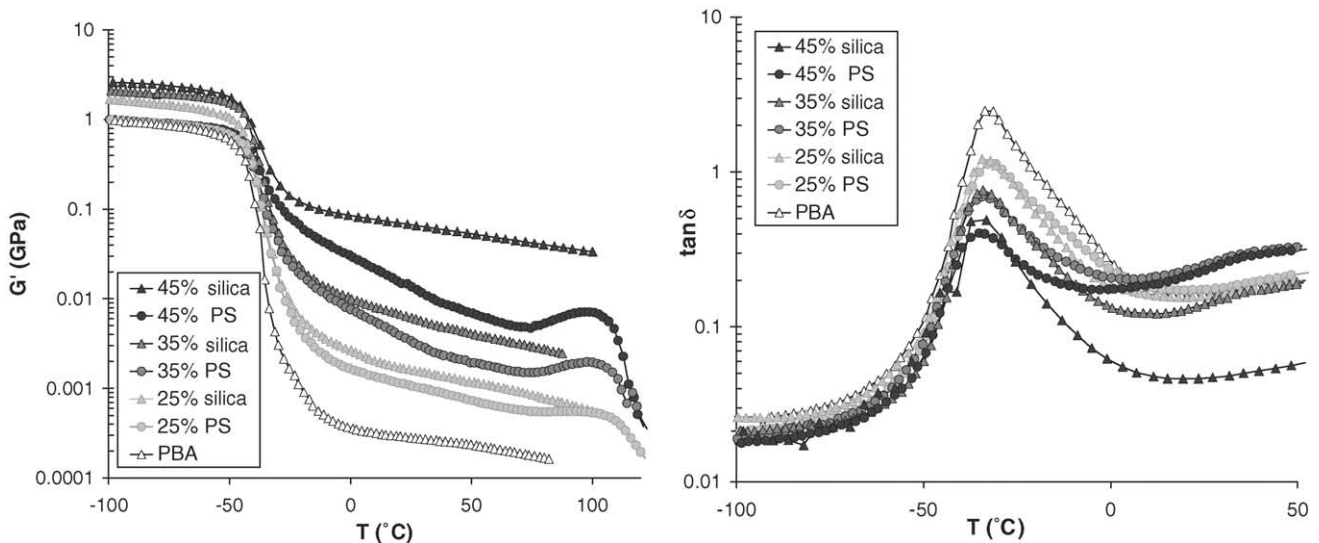 10
1
0.1
0.01
0.001
0.0001
G' (GPa)
45% silica
45% PS
35% silica
35% PS
25% silica
25% PS
PBA
-100
-50
0
50
100
T (˚C)
10
1
0.1
0.01
tanδ
45% silica
45% PS
35% silica
35% PS
25% silica
25% PS
PBA
-100
-50
0
50
T (˚C)